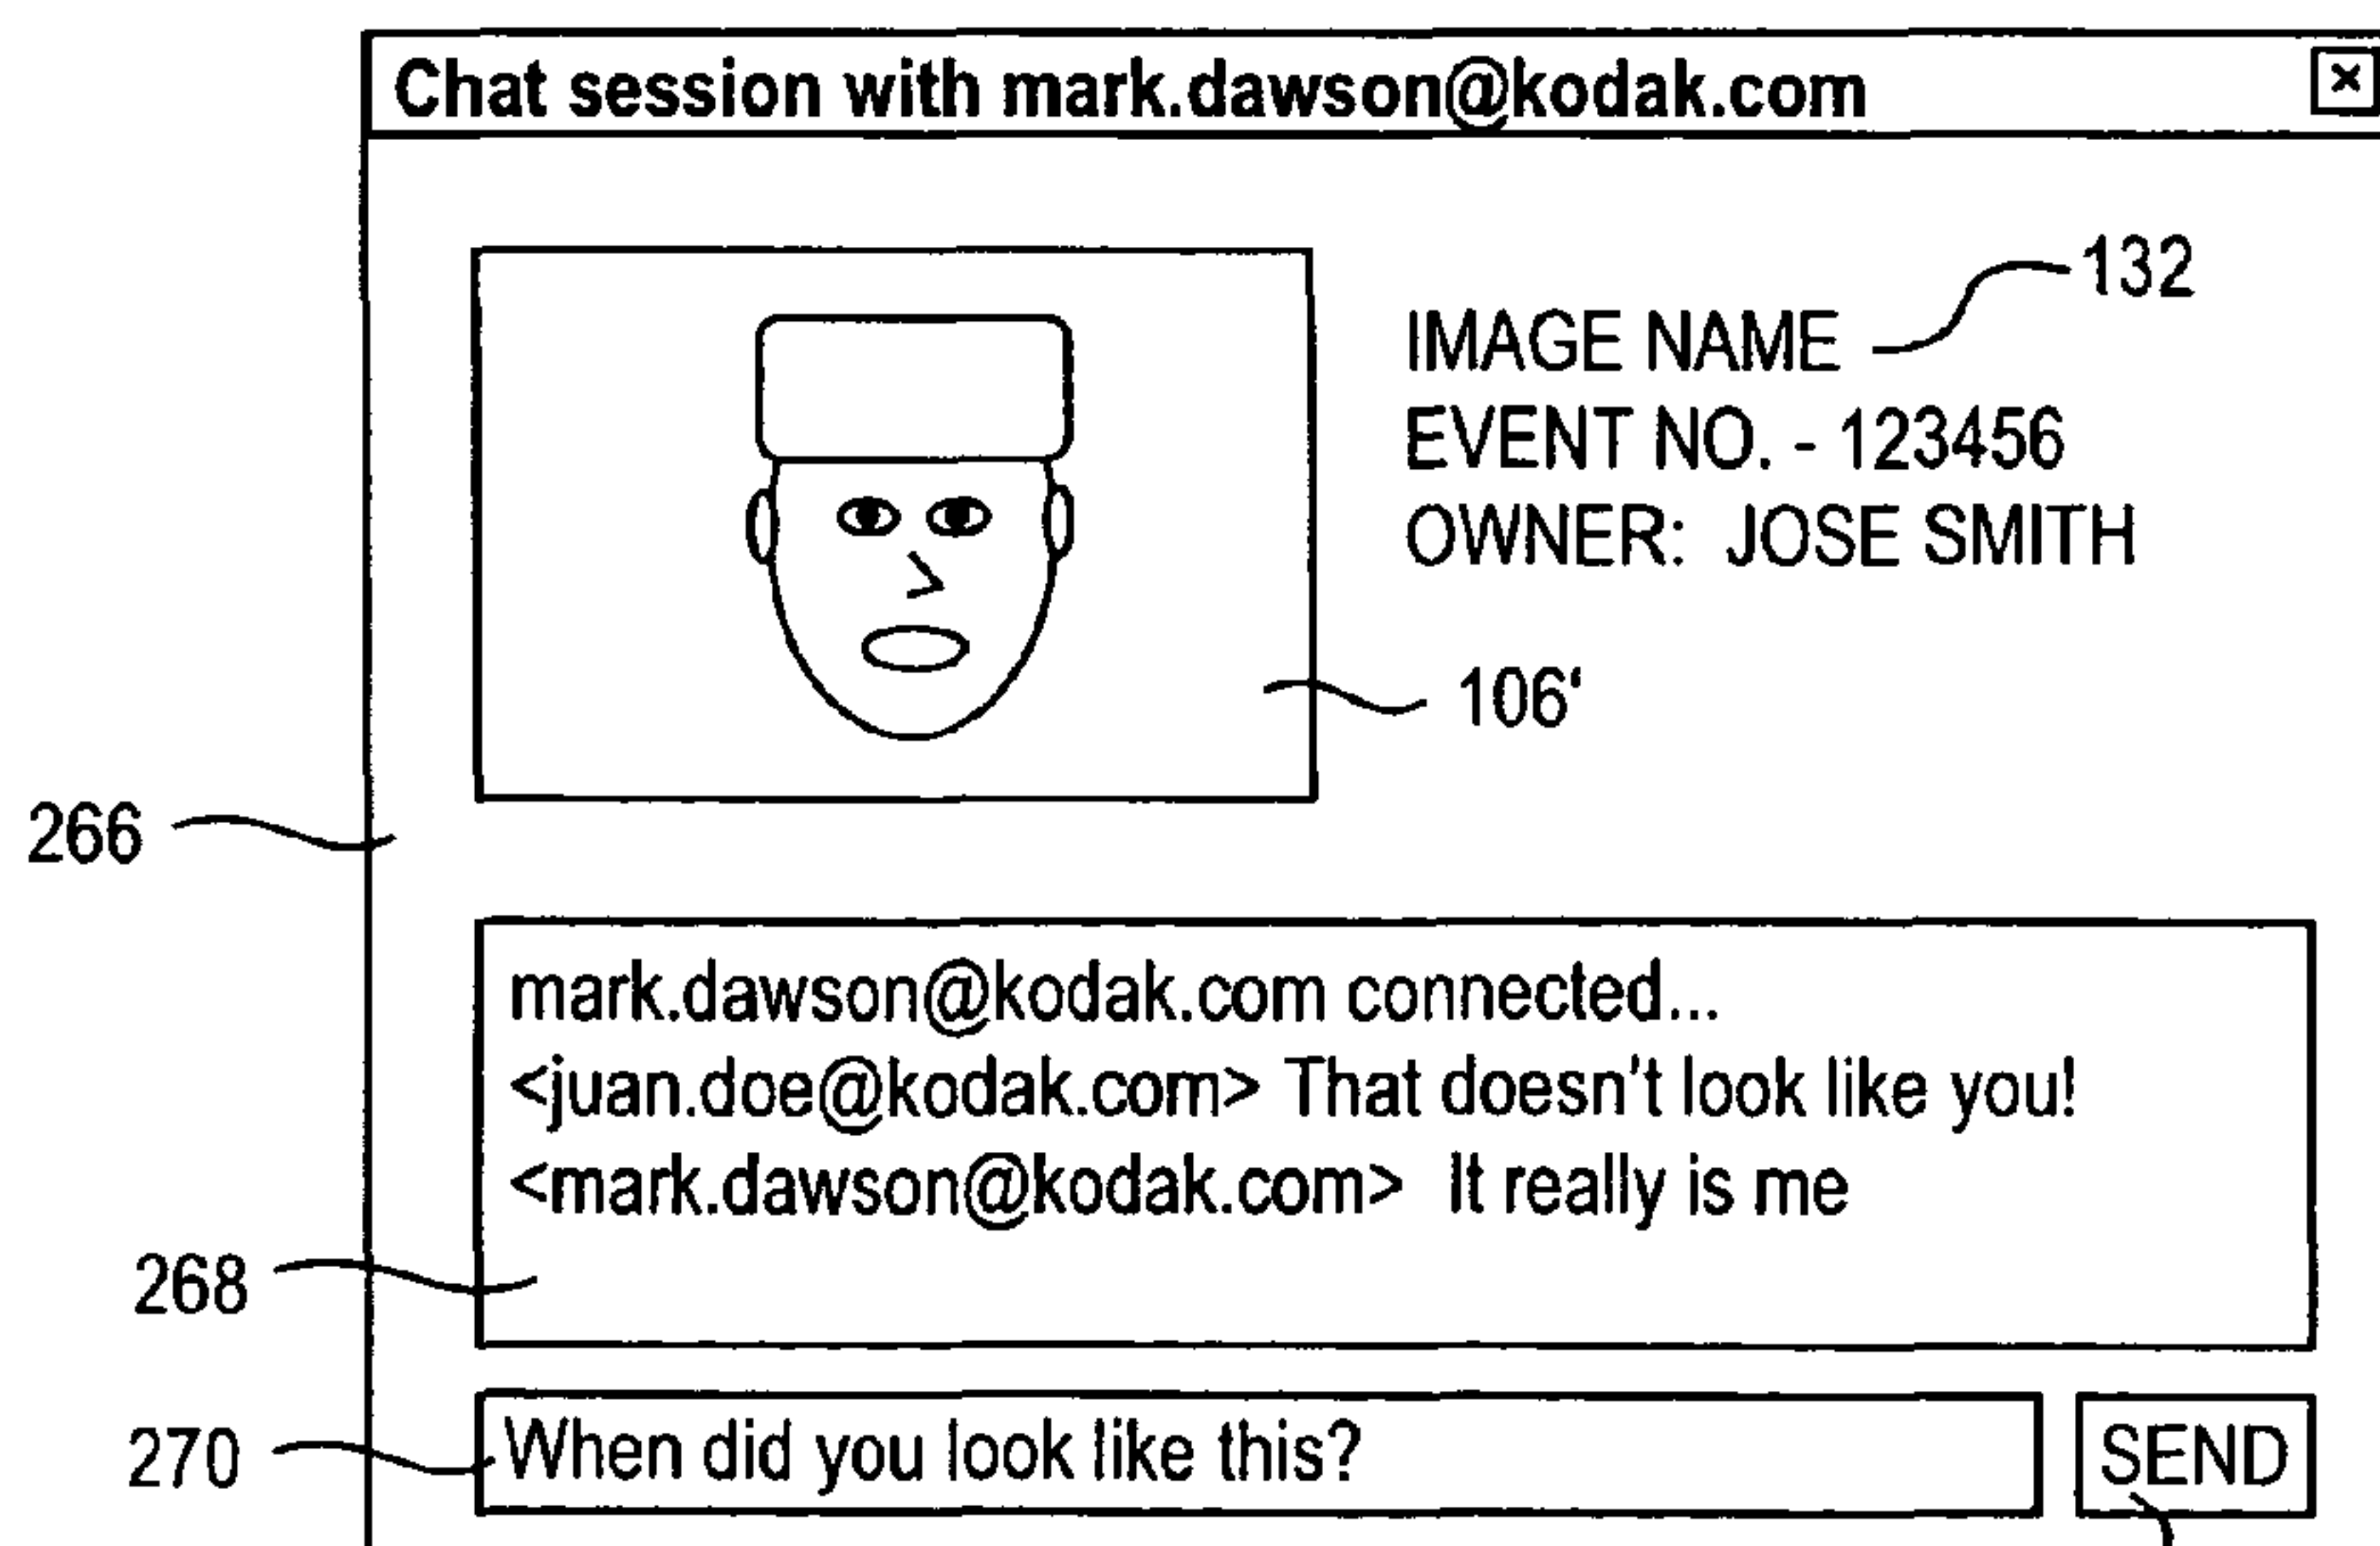 Chat session with mark.dawson@kodak.com x
132
IMAGE NAME
EVENT NO. - 123456
OWNER: JOSE SMITH
106'
266
mark.dawson@kodak.com connected...
<juan.doe@kodak.com> That doesn't look like you!
<mark.dawson@kodak.com> It really is me
268
270 When did you look like this? SEND